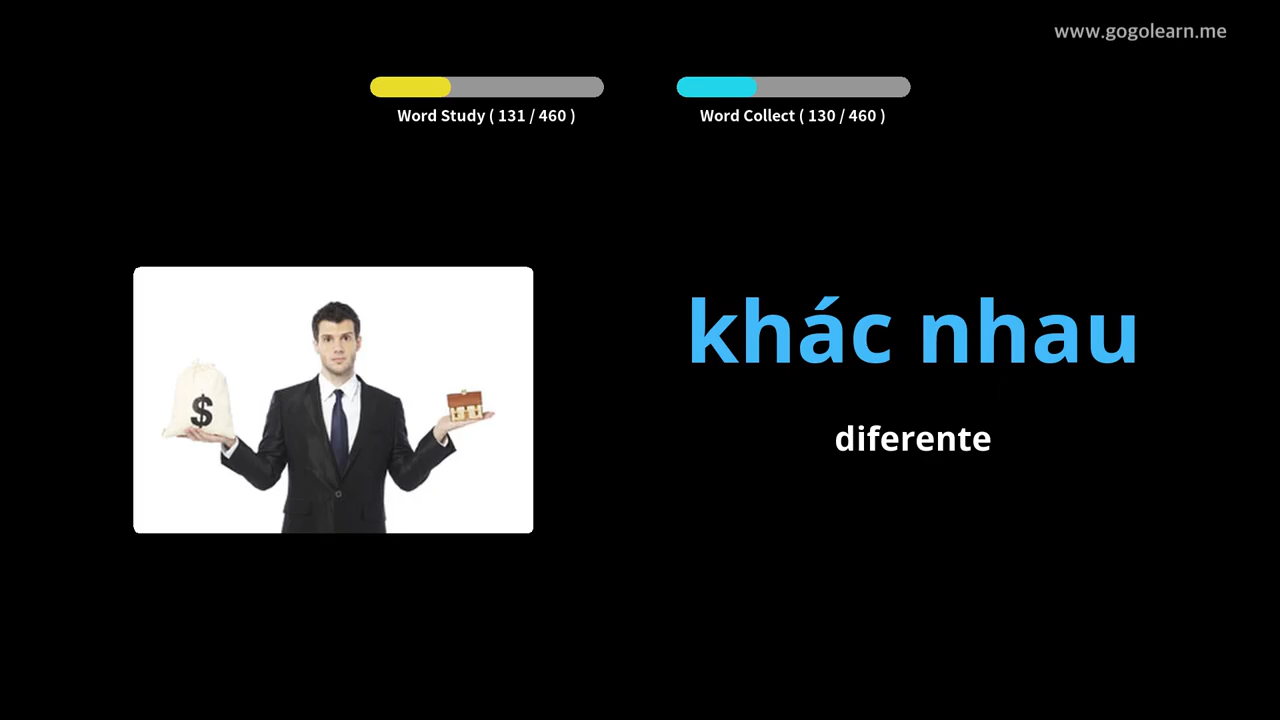 www.gogolearn.me
Word Study ( 131 / 460 )
Word Collect ( 130 / 460 )
$
khác nhau
diferente